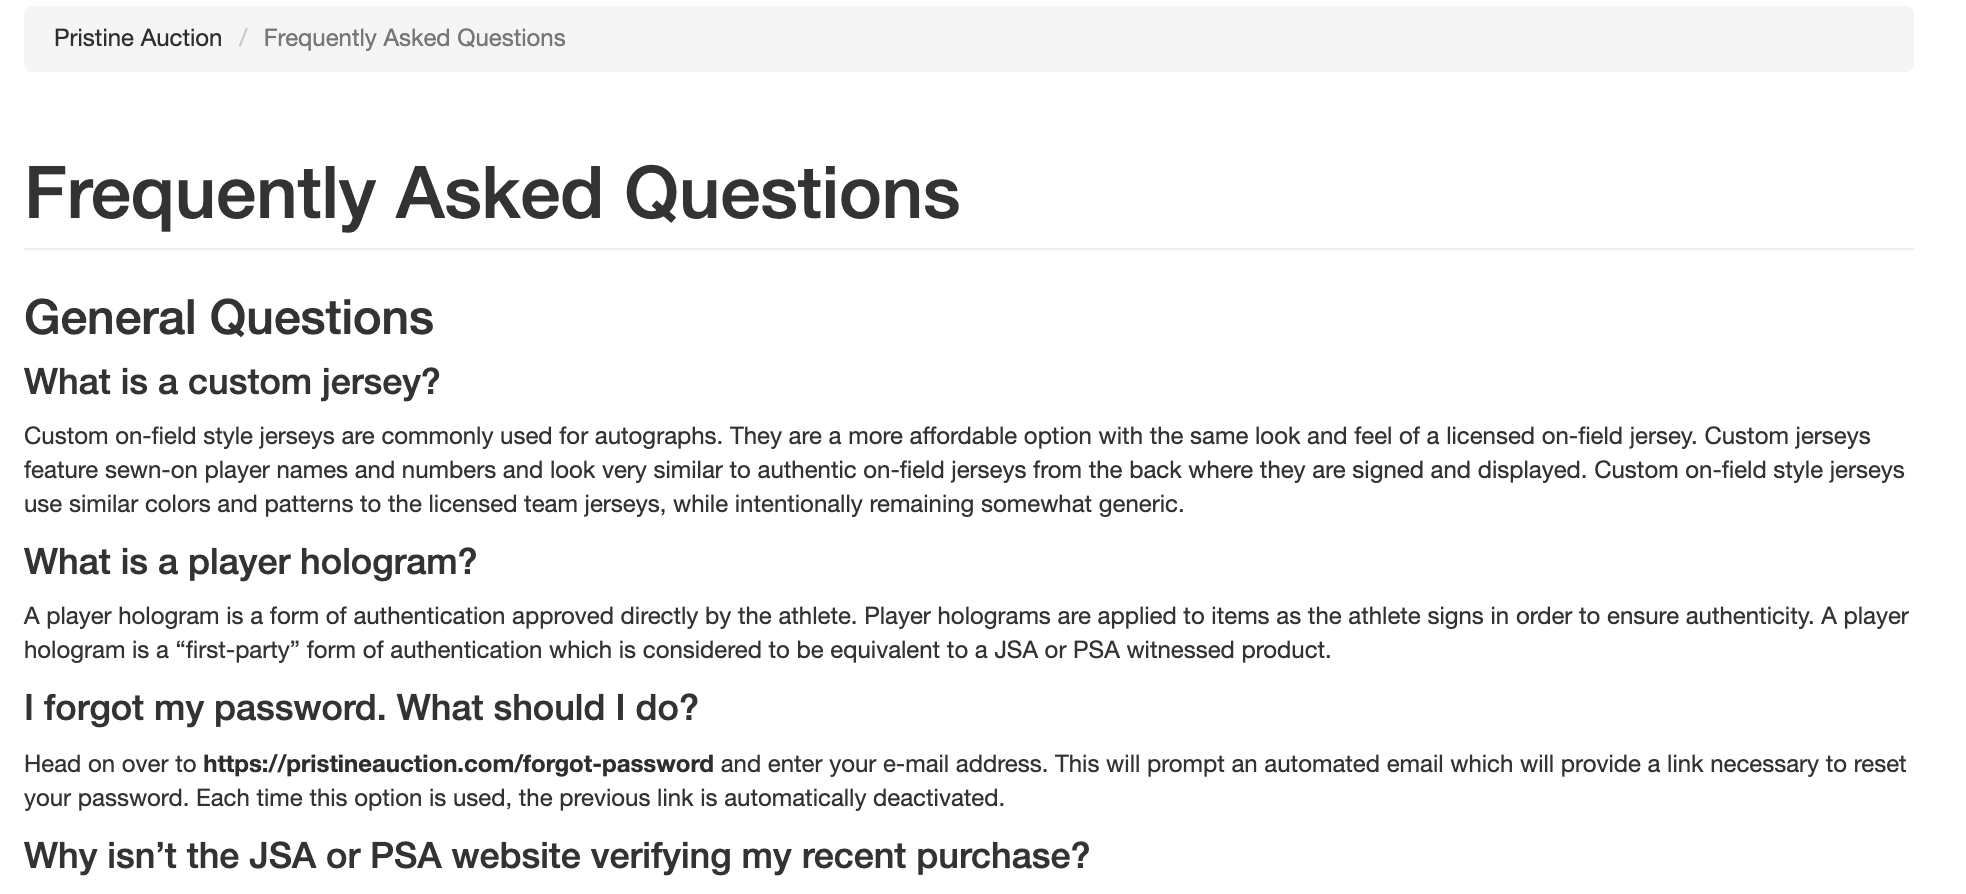 Pristine Auction / Frequently Asked Questions
Frequently Asked Questions
General Questions
What is a custom jersey?
Custom on-field style jerseys are commonly used for autographs. They are a more affordable option with the same look and feel of a licensed on-field jersey. Custom jerseys
feature sewn-on player names and numbers and look very similar to authentic on-field jerseys from the back where they are signed and displayed. Custom on-field style jerseys
use similar colors and patterns to the licensed team jerseys, while intentionally remaining somewhat generic.
What is a player hologram?
A player hologram is a form of authentication approved directly by the athlete. Player holograms are applied to items as the athlete signs in order to ensure authenticity. A player
hologram is a “first-party” form of authentication which is considered to be equivalent to a JSA or PSA witnessed product.
I forgot my password. What should I do?
Head on over to https://pristineauction.com/forgot-password and enter your e-mail address. This will prompt an automated email which will provide a link necessary to reset
your password. Each time this option is used, the previous link is automatically deactivated.
Why isn’t the JSA or PSA website verifying my recent purchase?